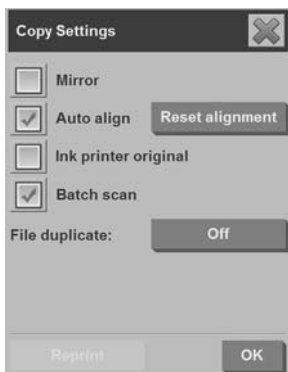 Copy Settings
Mirror
Auto align Reset alignment
Ink printer original
Batch scan
File duplicate: Off
Reprint OK